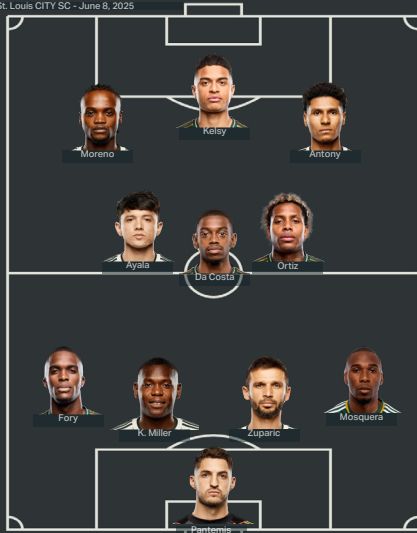 St. Louis CITY SC - June 8, 2025
Kelsy
Moreno
Antony
Ayala
Da Costa
Ortiz
Fory
K. Miller
Zuparic
Mosquera
Pantemis